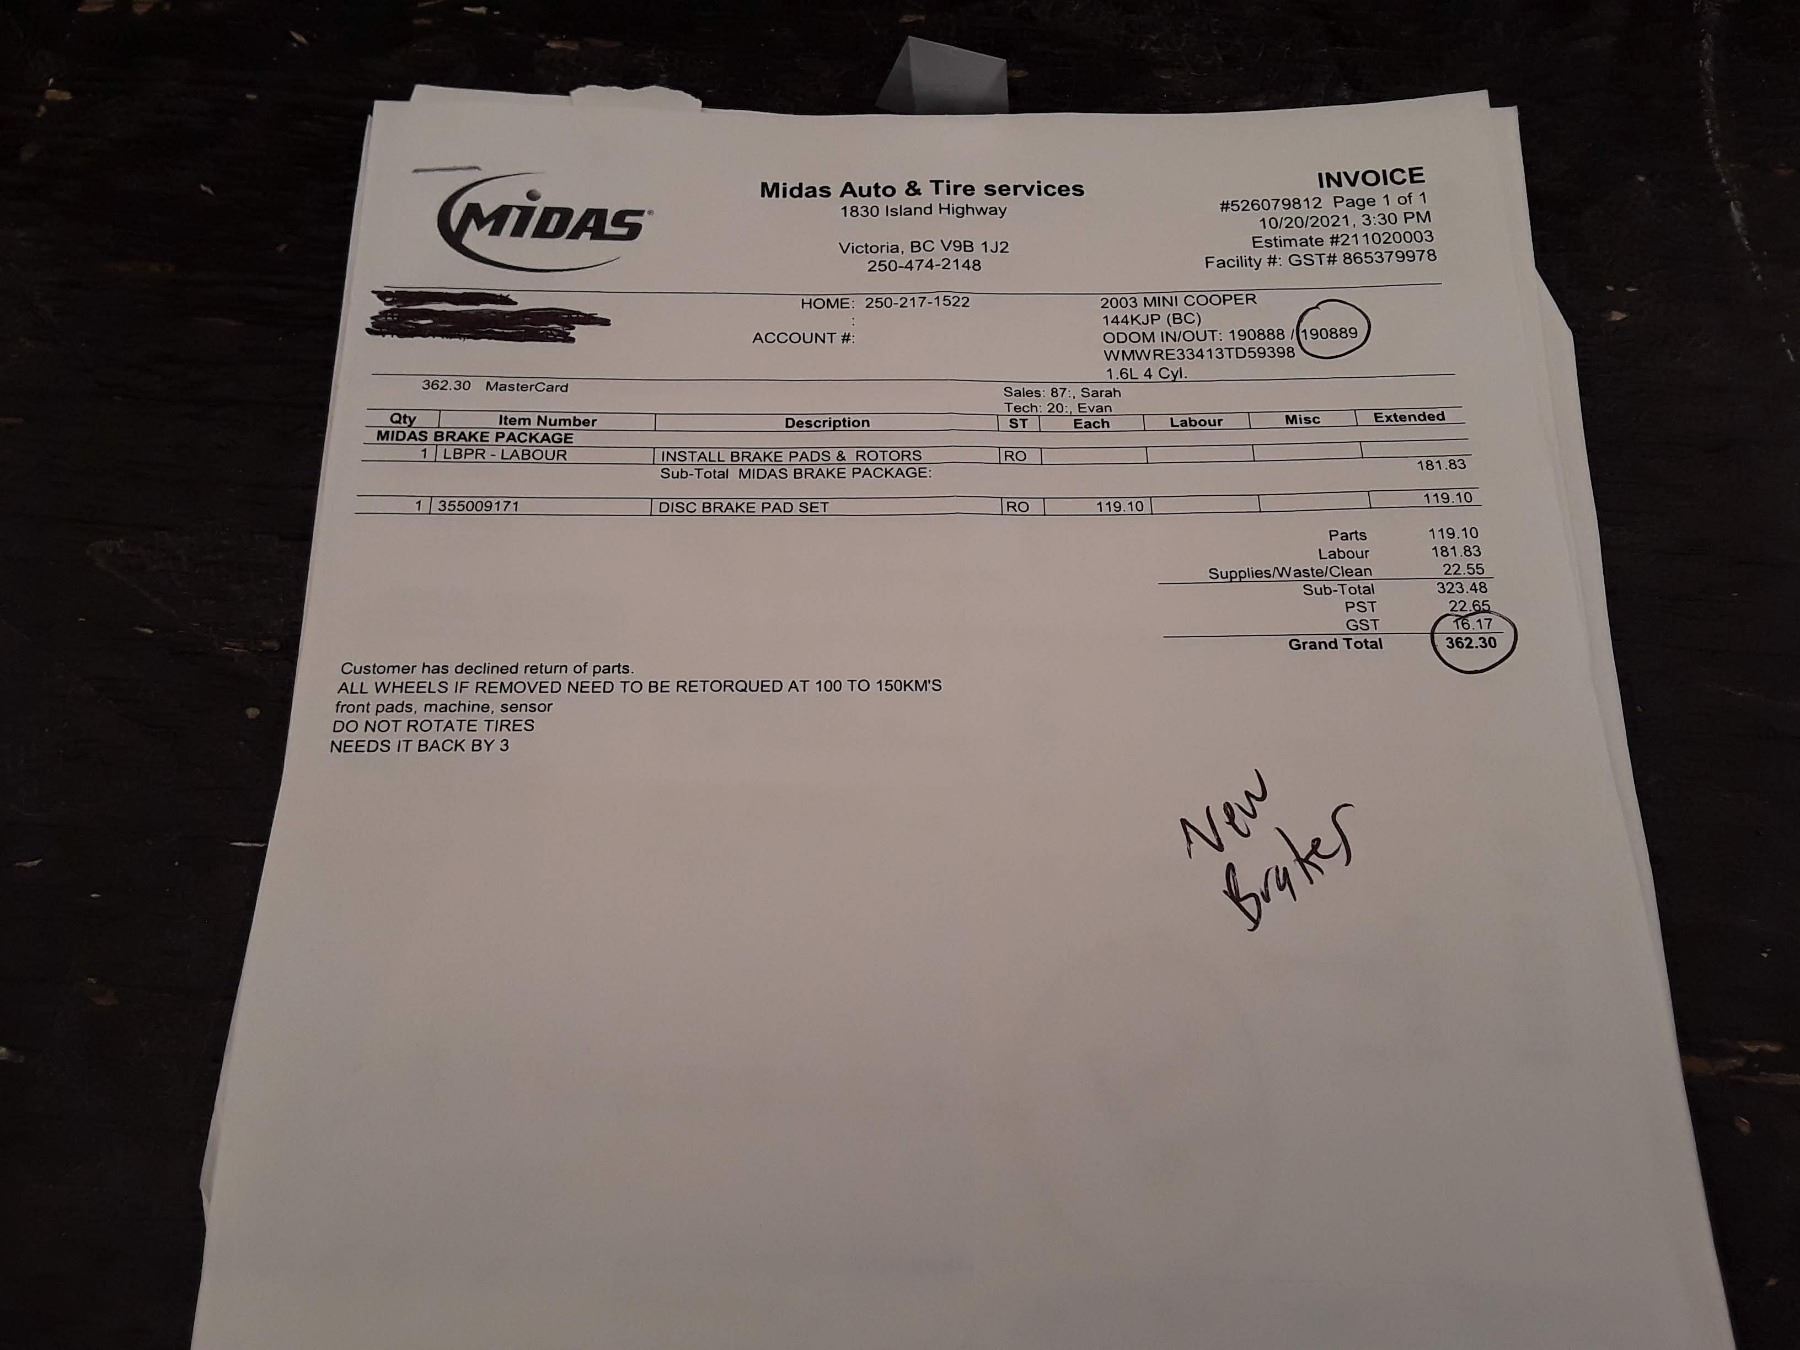 MIDAS
Midas Auto & Tire services
1830 Island Highway
Victoria, BC V9B 1J2
250-474-2148
INVOICE
#526079812 Page 1 of 1
10/20/2021, 3:30 PM
Estimate #211020003
Facility #: GST# 865379978
HOME: 250-217-1522
:
ACCOUNT #:
2003 MINI COOPER
144KJP (BC)
ODOM IN/OUT: 190888 / 190889
WMWRE33413TD59398
1.6L 4 Cyl.
362.30 MasterCard
Sales: 87:, Sarah
Tech: 20:, Evan
Qty Item Number Description ST Each Labour Misc Extended
MIDAS BRAKE PACKAGE
1 LBPR - LABOUR INSTALL BRAKE PADS & ROTORS RO
Sub-Total MIDAS BRAKE PACKAGE: 181.83
1 355009171 DISC BRAKE PAD SET RO 119.10 119.10
Parts 119.10
Labour 181.83
Supplies/Waste/Clean 22.55
Sub-Total 323.48
PST 22.65
GST 16.17
Grand Total 362.30
Customer has declined return of parts.
ALL WHEELS IF REMOVED NEED TO BE RETORQUED AT 100 TO 150KM'S
front pads, machine, sensor
DO NOT ROTATE TIRES
NEEDS IT BACK BY 3
New
Brakes